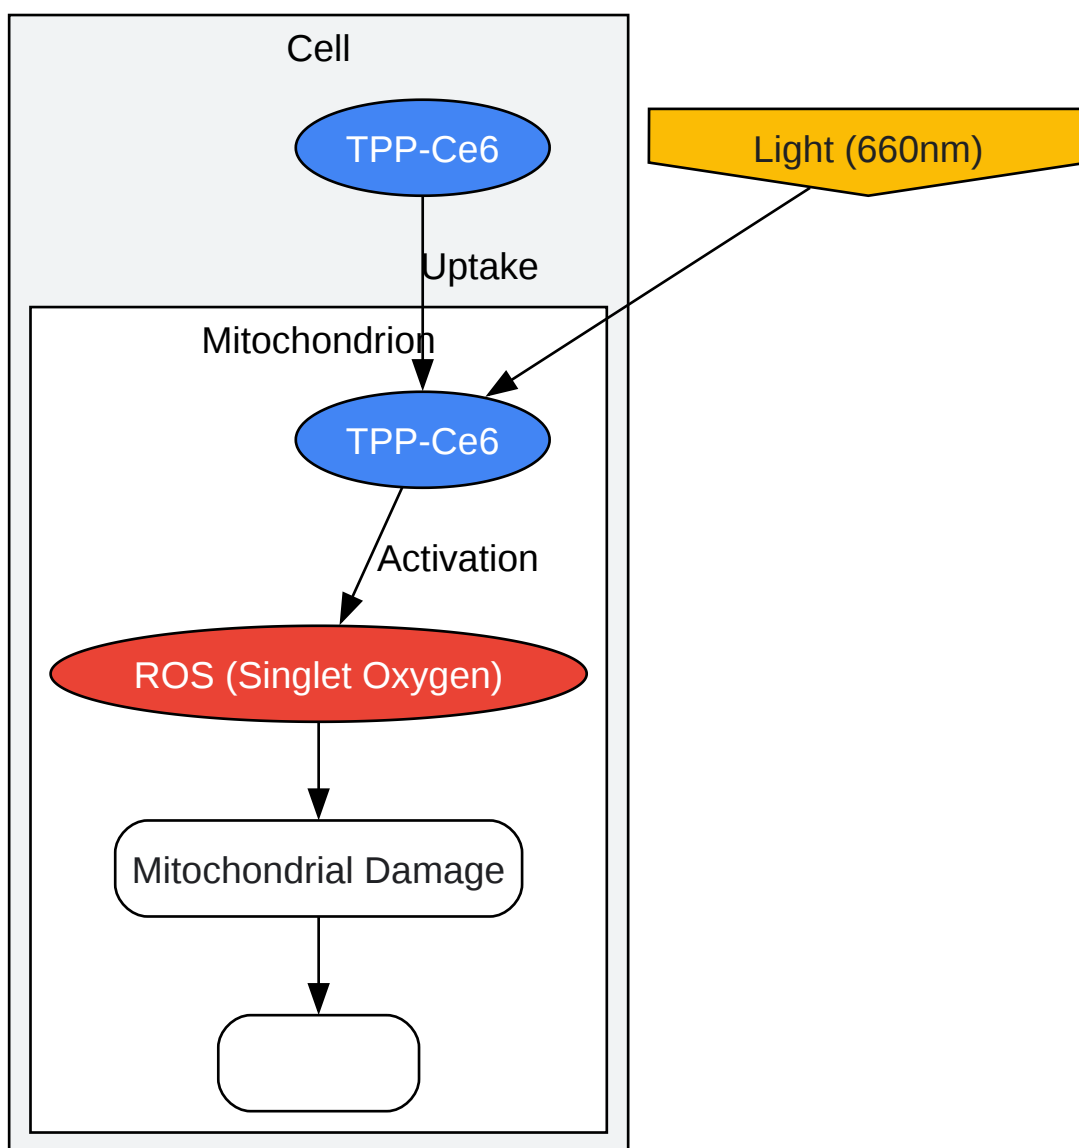 Cell
TPP-Ce6
Light (660nm)
Uptake
Mitochondrion
TPP-Ce6
Activation
ROS (Singlet Oxygen)
Mitochondrial Damage